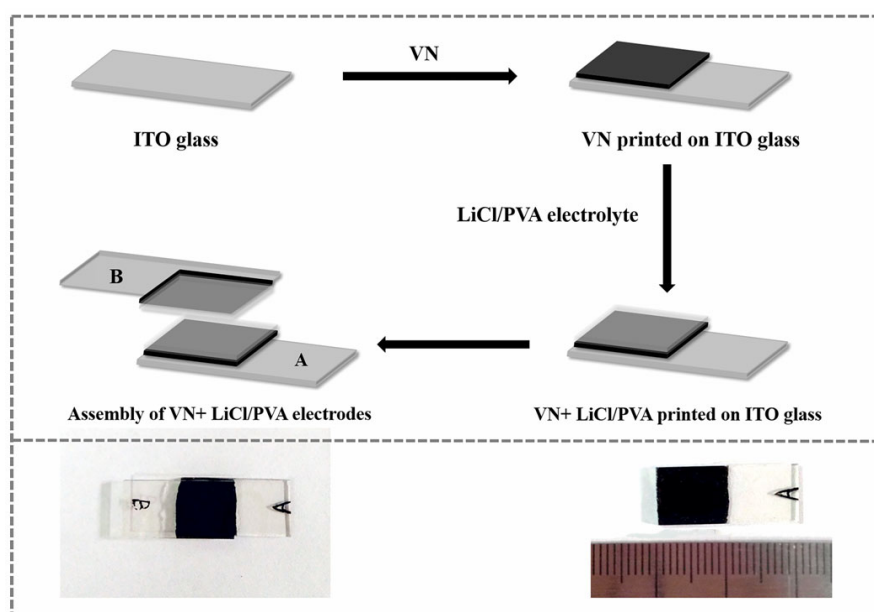 VN
ITO glass
VN printed on ITO glass
LiCl/PVA electrolyte
B
A
Assembly of VN+ LiCl/PVA electrodes
VN+ LiCl/PVA printed on ITO glass
B
A
A